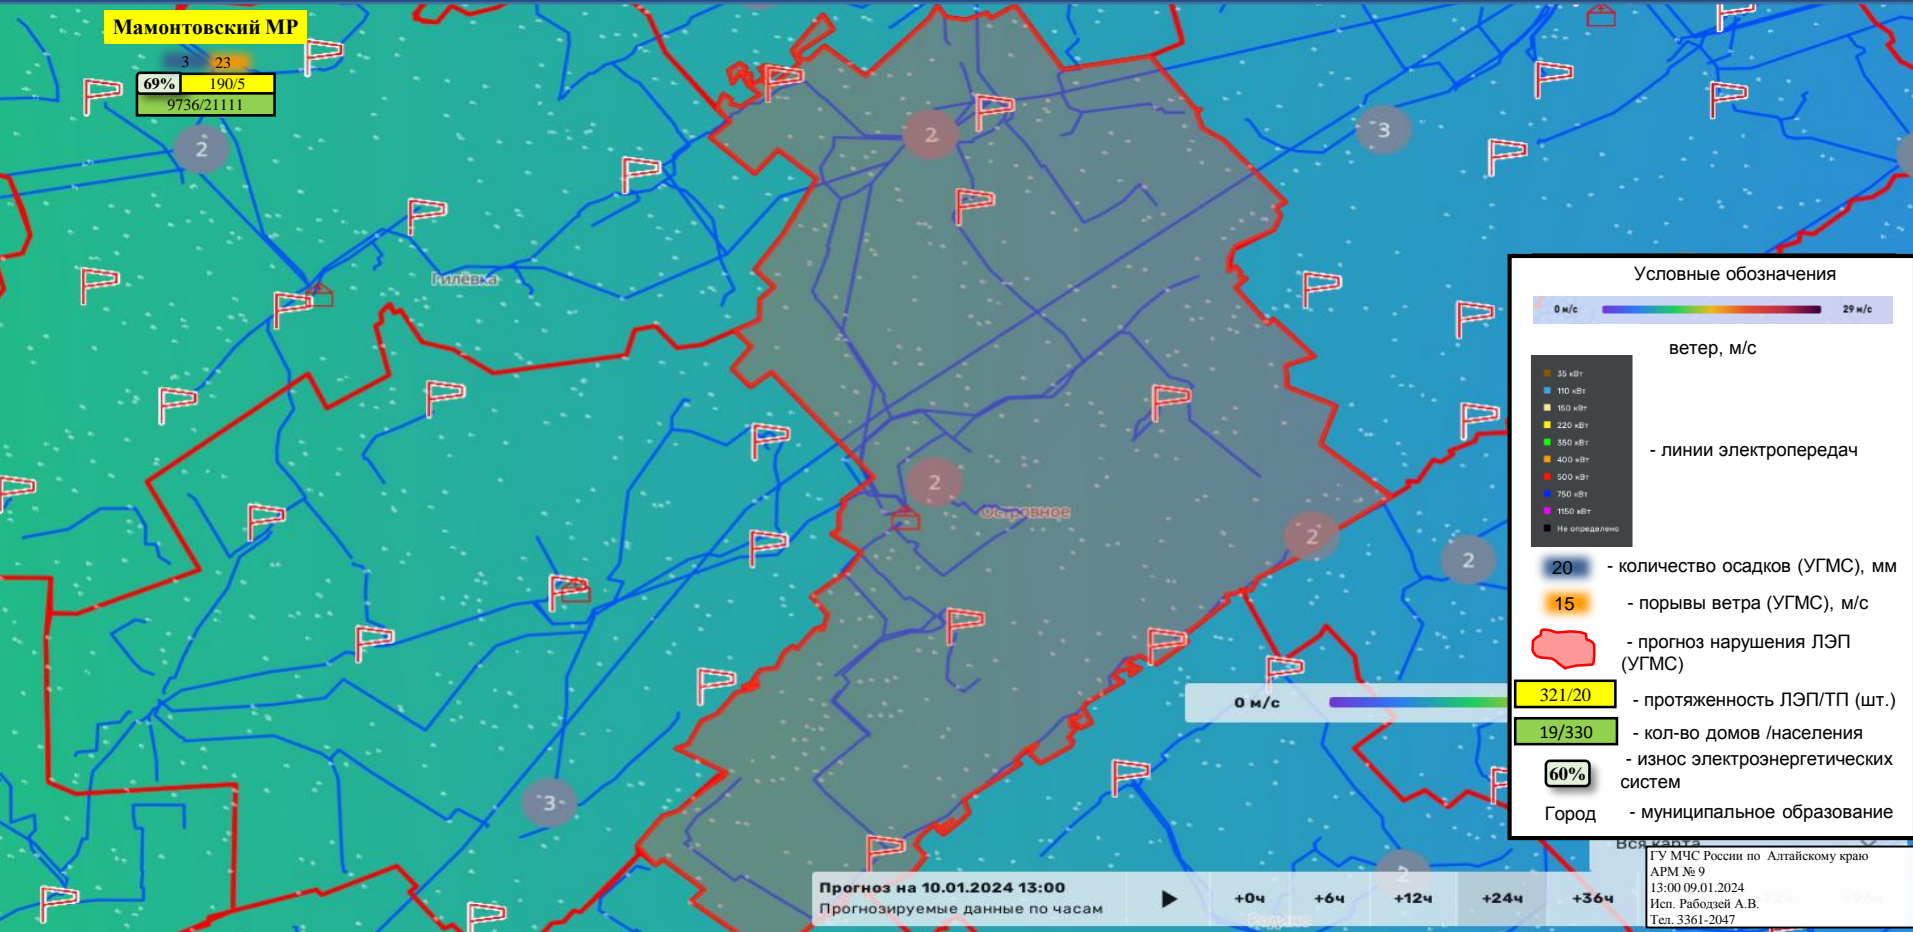 Мамонтовский МР
3 23
69% 190/5
9736/21111
2
2
3
Гилёвка
2
Островное
2
2
3
2
0 м/с
Условные обозначения
0 м/с
29 м/с
ветер, м/с
35 кВт
110 кВт
150 кВт
220 кВт
350 кВт
400 кВт
500 кВт
750 кВт
1150 кВт
Не определено
- линии электропередач
20 - количество осадков (УГМС), мм
15 - порывы ветра (УГМС), м/с
- прогноз нарушения ЛЭП
(УГМС)
321/20 - протяженность ЛЭП/ТП (шт.)
19/330 - кол-во домов /населения
60% - износ электроэнергетических
систем
Город - муниципальное образование
Вся карта
Прогноз на 10.01.2024 13:00
Прогнозируемые данные по часам
+0ч +6ч +12ч +24ч +36ч
ГУ МЧС России по Алтайскому краю
АРМ № 9
13:00 09.01.2024
Исп. Рабодзей А.В.
Тел. 3361-2047